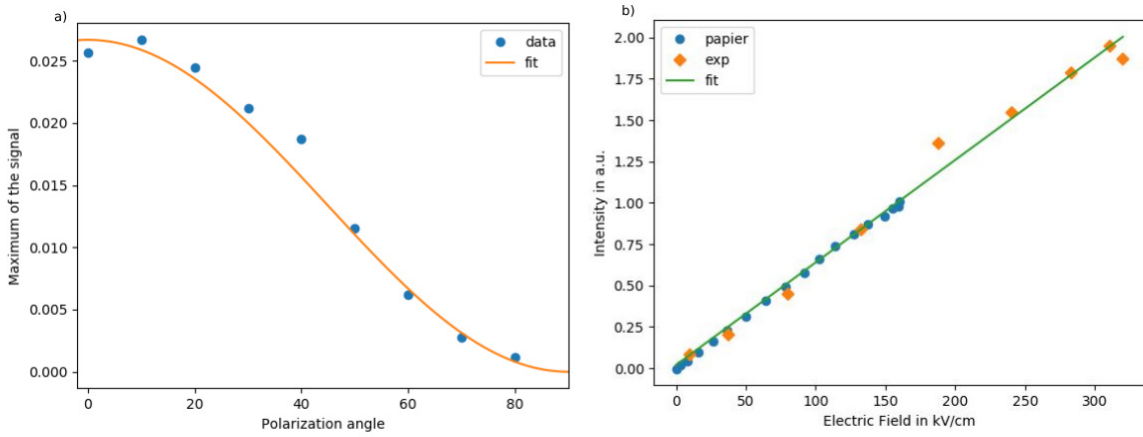 a)
data
fit
0.025
0.020
0.015
0.010
0.005
0.000
Maximum of the signal
0
20
40
60
80
Polarization angle
b)
papier
exp
fit
2.00
1.75
1.50
1.25
1.00
0.75
0.50
0.25
0.00
Intensity in a.u.
0
50
100
150
200
250
300
Electric Field in kV/cm